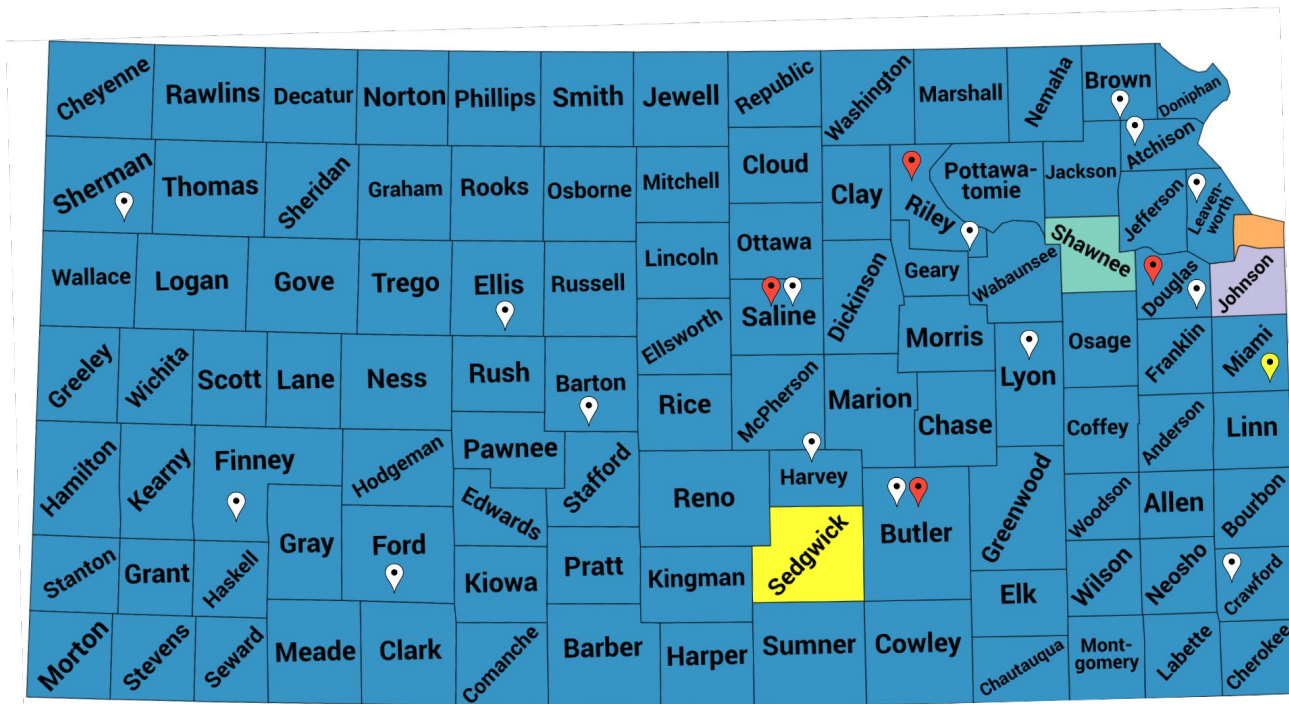 Cheyenne
Rawlins
Decatur
Norton
Phillips
Smith
Jewell
Republic
Washington
Marshall
Nemaha
Brown
Doniphan
Sherman
Thomas
Sheridan
Graham
Rooks
Osborne
Mitchell
Cloud
Clay
Riley
Pottawa-
tomie
Jackson
Atchison
Jefferson
Leaven-
worth
Wallace
Logan
Gove
Trego
Ellis
Russell
Lincoln
Ottawa
Saline
Dickinson
Geary
Wabaunsee
Shawnee
Douglas
Johnson
Greeley
Wichita
Scott
Lane
Ness
Rush
Barton
Ellsworth
Rice
McPherson
Marion
Morris
Chase
Lyon
Osage
Franklin
Miami
Hamilton
Kearny
Finney
Hodgeman
Pawnee
Edwards
Stafford
Reno
Harvey
Butler
Greenwood
Coffey
Anderson
Linn
Woodson
Allen
Bourbon
Stanton
Grant
Haskell
Gray
Ford
Kiowa
Pratt
Kingman
Sedgwick
Elk
Wilson
Neosho
Crawford
Morton
Stevens
Seward
Meade
Clark
Comanche
Barber
Harper
Sumner
Cowley
Chautauqua
Mont-
gomery
Labette
Cherokee